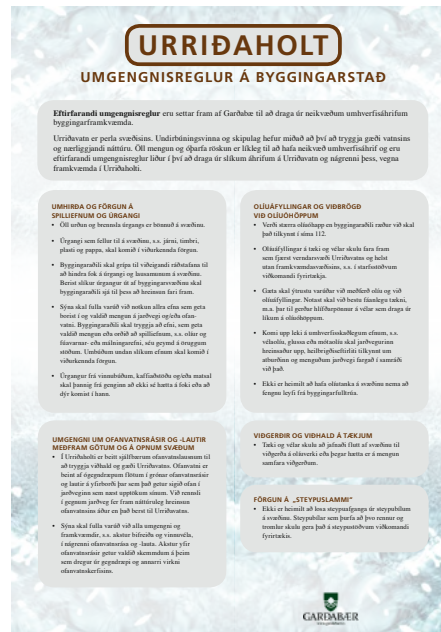 URRIÐAHOLT
UMGENGNISREGLUR Á BYGGINGARSTAÐ
Eftirfarandi umgengnisreglur eru settar fram af Garðabæ til að draga úr neikvæðum umhverfisáhrifum
byggingarframkvæmda.
Urriðavatn er perla svæðisins. Undirbúningsvinna og skipulag hefur miðað að því að tryggja gæði vatnsins
og nærliggjandi náttúru. Öll mengun og óþarfa röskun er líkleg til að hafa neikvæð umhverfisáhrif og eru
eftirfarandi umgengnisreglur liður í því að draga úr slíkum áhrifum á Urriðavatn og nágrenni þess, vegna
framkvæmda í Urriðaholti.
UMHIRÐA OG FÖRGUN Á
SPILLIEFNUM OG ÚRGANGI
• Öll urðun og brennsla úrgangs er bönnuð á svæðinu.
• Úrgangi sem fellur til á svæðinu, s.s. járni, timbri,
plasti og pappa, skal komið í viðurkennda förgun.
• Byggingaraðili skal grípa til viðeigandi ráðstafana til
að hindra fok á úrgangi og lausamunum á svæðinu.
Berist slíkur úrgangur út af byggingarsvæðinu skal
byggingaraðili sjá til þess að hreinsun fari fram.
• Sýna skal fulla varúð við notkun allra efna sem geta
borist í og valdið mengun á jarðvegi og/eða ofan-
vatni. Byggingaraðili skal tryggja að efni, sem geta
valdið mengun eða orðið að spilliefnum, s.s. olíur og
fúavarnar- eða málningarefni, séu geymd á öruggum
stöðum. Umbúðum undan slíkum efnum skal komið í
viðurkennda förgun.
• Úrgangur frá vinnubúðum, kaffiaðstöðu og/eða matsal
skal þannig frá genginn að ekki sé hætta á foki eða að
dýr komist í hann.
UMGENGNI UM OFANVATNSRÁSIR OG -LAUTIR
MEÐFRAM GÖTUM OG Á OPNUM SVÆÐUM
• Í Urriðaholti er beitt sjálfbærum ofanvatnslausnum til
að tryggja viðhald og gæði Urriðavatns. Ofanvatni er
beint af ógegndræpum flötum í grónar ofanvatnsrásir
og lautir á yfirborði þar sem það getur sigið ofan í
jarðveginn sem næst upptökum sínum. Við rennsli
í gegnum jarðveg fer fram náttúruleg hreinsun
ofanvatnsins áður en það berst til Urriðavatns.
• Sýna skal fulla varúð við alla umgengni og
framkvæmdir, s.s. akstur bifreiða og vinnuvéla,
í nágrenni ofanvatnsrása og -lauta. Akstur yfir
ofanvatnsrásir getur valdið skemmdum á þeim
sem dregur úr gegndræpi og annarri virkni
ofanvatnskerfisins.
OLÍUÁFYLLINGAR OG VIÐBRÖGÐ
VIÐ OLÍUÓHÖPPUM
• Verði stærra olíuóhapp en byggingaraðili ræður við skal
það tilkynnt í síma 112.
• Olíuáfyllingar á tæki og vélar skulu fara fram
sem fjærst verndarsvæði Urriðavatns og helst
utan framkvæmdasvæðisins, s.s. í starfsstöðvum
viðkomandi fyrirtækis.
• Gæta skal ýtrustu varúðar við meðferð olíu og við
olíuáfyllingar. Notast skal við bestu fáanlegu tækni,
m.a. þar til gerðar hlífðarpönnur á vélar sem draga úr
líkum á olíuóhöppum.
• Komi upp leki á umhverfisskaðlegum efnum, s.s.
vélaolíu, glussa eða mótaolíu skal jarðvegurinn
hreinsaður upp, heilbrigðiseftirliti tilkynnt um
atburðinn og menguðum jarðvegi fargað í samráði
við það.
• Ekki er heimilt að hafa olíutanka á svæðinu nema að
fengnu leyfi frá byggingarfulltrúa.
VIÐGERÐIR OG VIÐHALD Á TÆKJUM
• Tæki og vélar skulu að jafnaði flutt af svæðinu til
viðgerða á olíuverki eða þegar hætta er á mengun
samfara viðgerðum.
FÖRGUN Á „STEYPUSLAMMI“
• Ekki er heimilt að losa steypuafganga úr steypubílum
á svæðinu. Steypubílar sem þurfa að þvo rennur og
tromlur skulu gera það á steypustöðvum viðkomandi
fyrirtækis.
GARÐABÆR